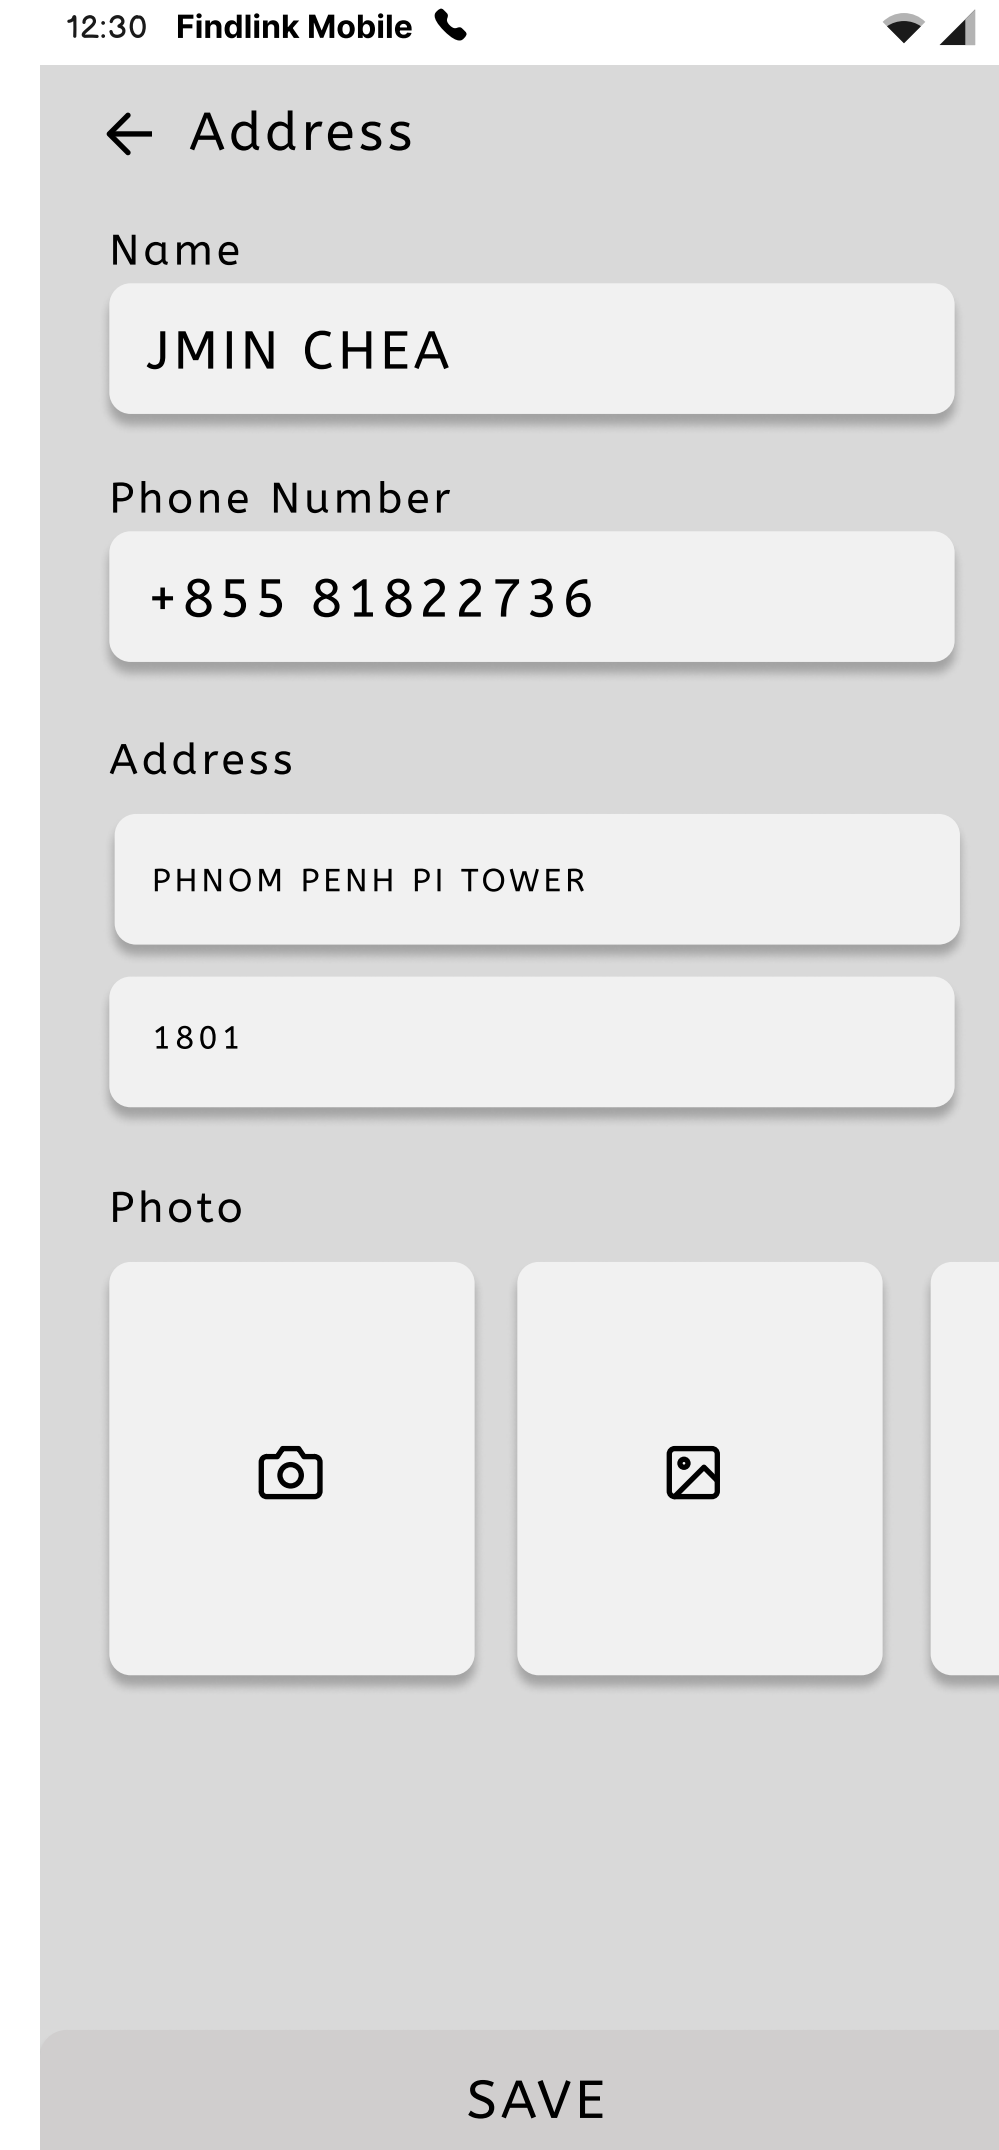 12:30 Findlink Mobile
Address
Name
JMIN CHEA
Phone Number
+855 81822736
Address
PHNOM PENH PI TOWER
1801
Photo
SAVE